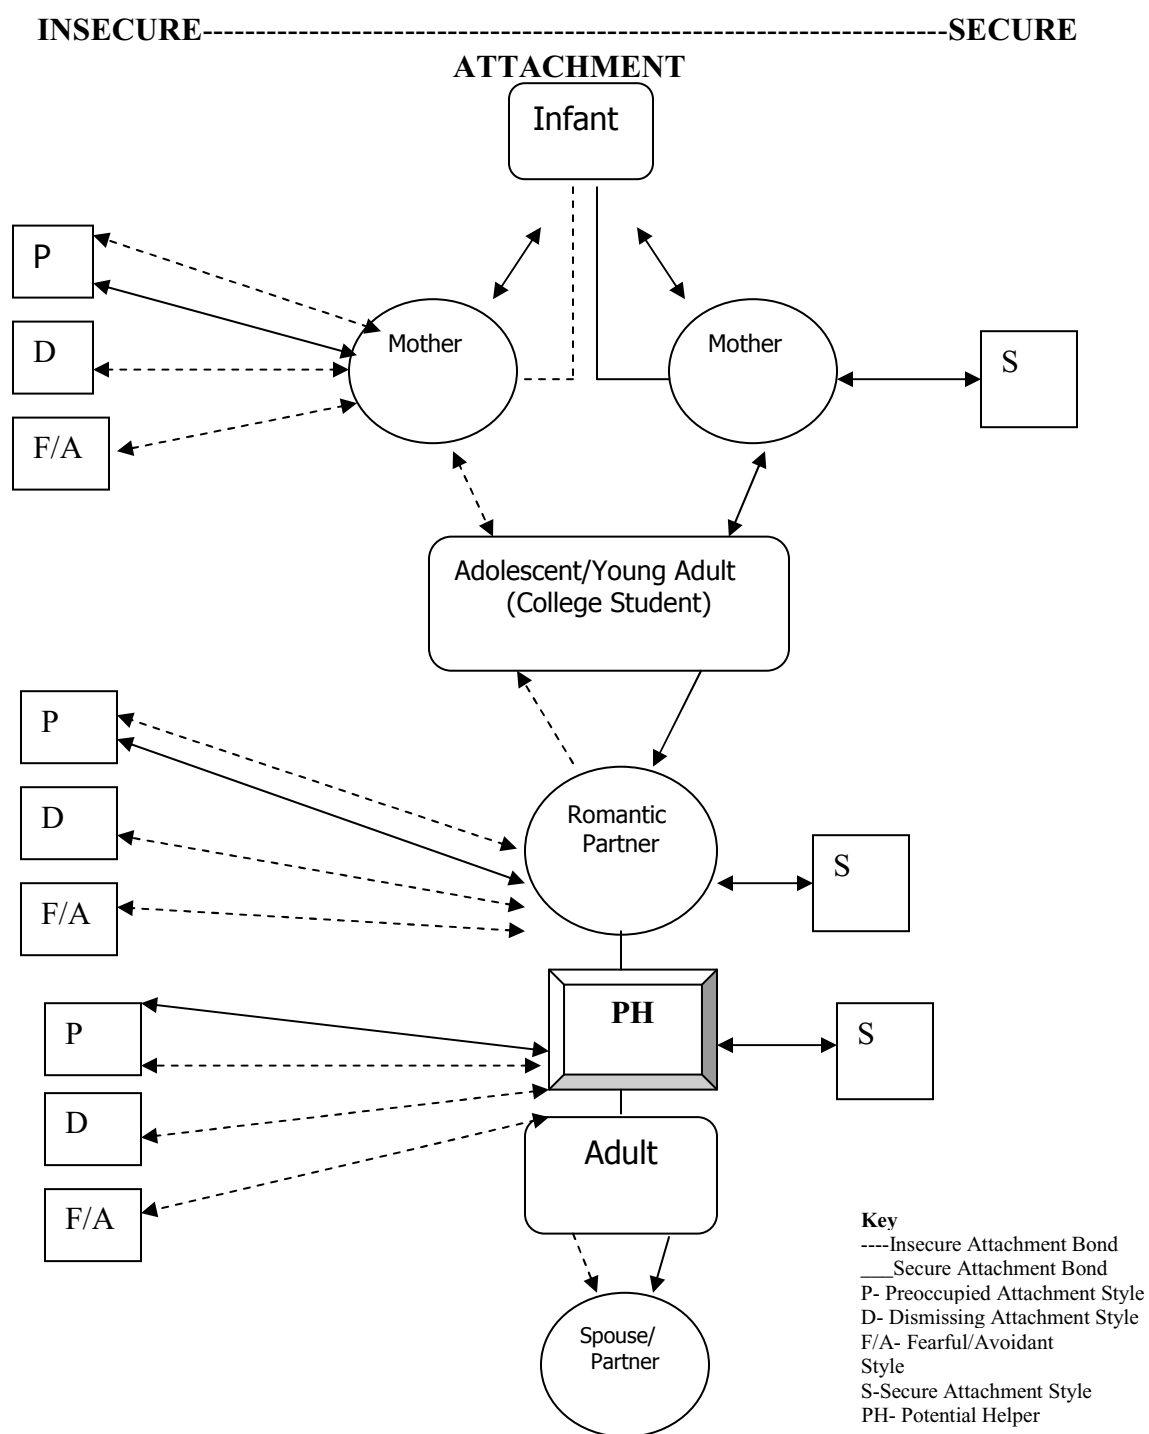 INSECURE----------------------------------------------------------------------SECURE
ATTACHMENT
Infant
P
Mother
Mother
D
S
F/A
Adolescent/Young Adult
(College Student)
P
Romantic
Partner
D
S
F/A
PH
P
S
D
Adult
F/A
Key
----Insecure Attachment Bond
___Secure Attachment Bond
P- Preoccupied Attachment Style
D- Dismissing Attachment Style
F/A- Fearful/Avoidant
Style
S-Secure Attachment Style
PH- Potential Helper
Spouse/
Partner